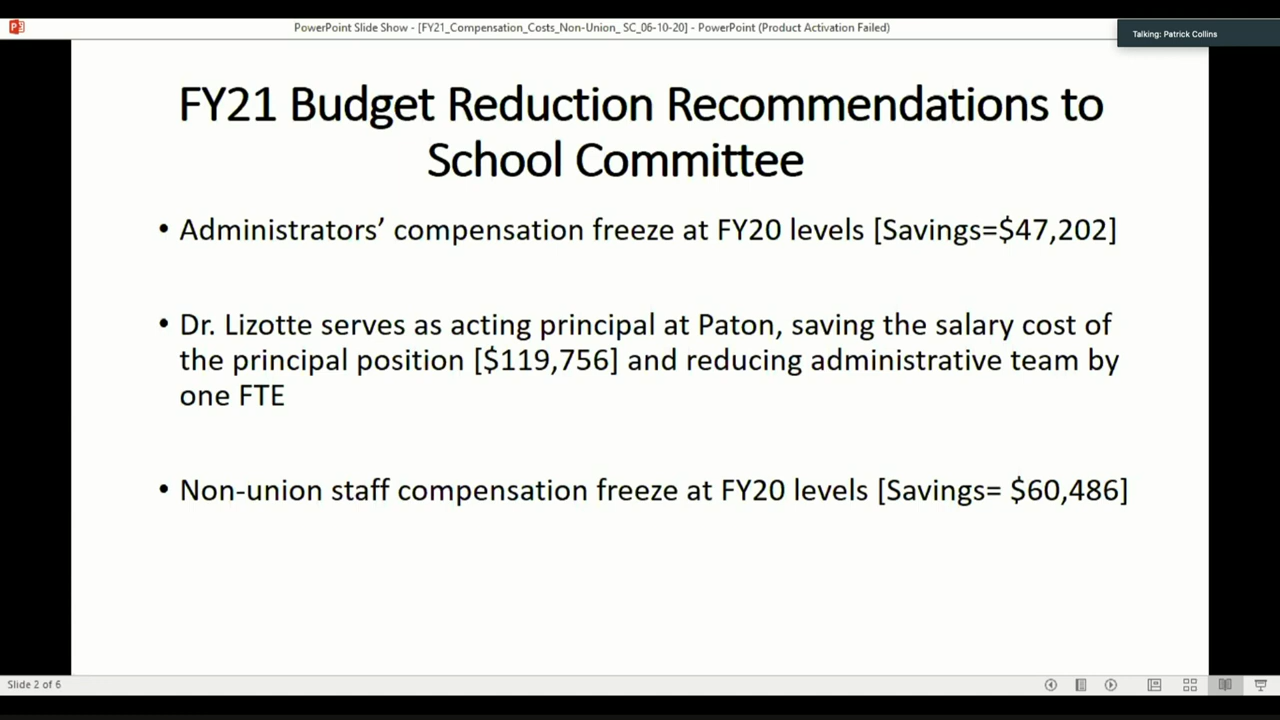 PowerPoint Slide Show - [FY21_Compensation_Costs_Non-Union_ SC_06-10-20] - PowerPoint (Product Activation Failed)
Talking: Patrick Collins
FY21 Budget Reduction Recommendations to
School Committee
• Administrators’ compensation freeze at FY20 levels [Savings=$47,202]
• Dr. Lizotte serves as acting principal at Paton, saving the salary cost of
the principal position [$119,756] and reducing administrative team by
one FTE
• Non-union staff compensation freeze at FY20 levels [Savings= $60,486]
Slide 2 of 6